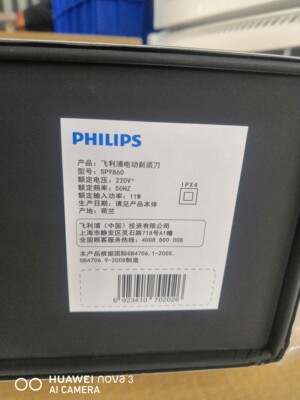 PHILIPS
产品：飞利浦电动剃须刀
型号：SP9860
额定电压：220V~
额定频率：50HZ
额定输入功率：11W
生产日期：请见产品本体
产地：荷兰
IPX4
飞利浦（中国）投资有限公司
上海市静安区灵石路718号A1幢
全国顾客服务热线：4008 800 008
本产品根据国标GB4706.1-2005,
GB4706.9-2008制造
6 923410 702026
HUAWEI nova 3
AI CAMERA